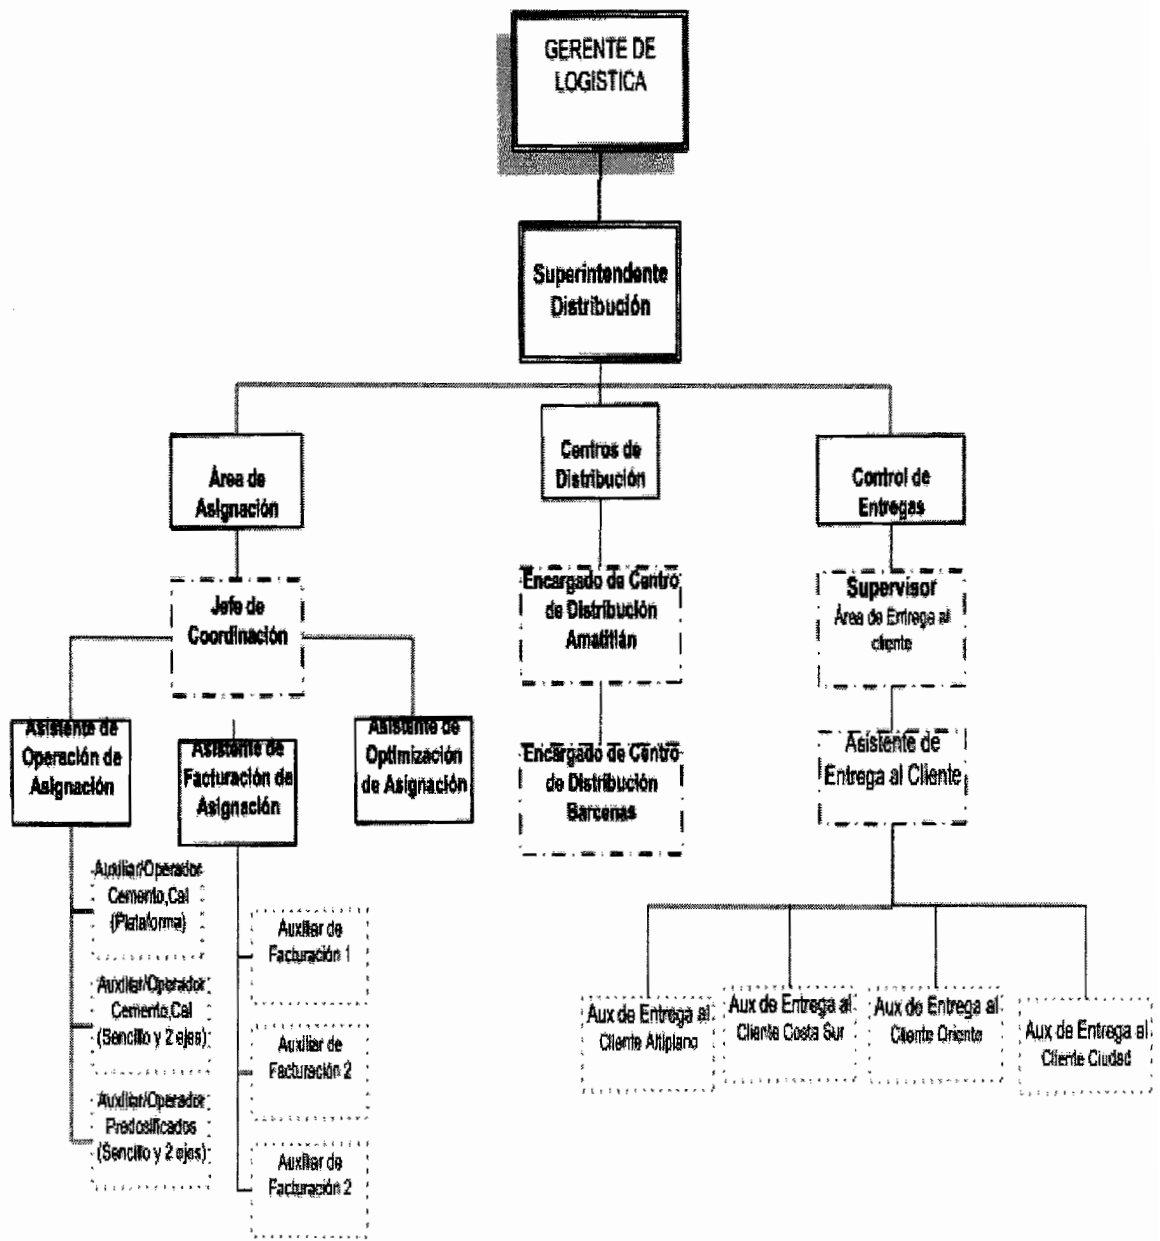 GERENTE DE
LOGISTICA
Superintendente
Distribución
Área de
Asignación
Centros de
Distribución
Control de
Entregas
Jefe de
Coordinación
Encargado de Centro
de Distribución
Amatitlán
Supervisor
Área de Entrega al
cliente
Asistente de
Operación de
Asignación
Asistente de
Facturación de
Asignación
Asistente de
Optimización
de Asignación
Encargado de Centro
de Distribución
Barcenas
Asistente de
Entrega al Cliente
Auxiliar/Operador
Cemento,Cal
(Plataforma)
Auxiliar/Operador
Cemento,Cal
(Sencillo y 2 ejes)
Auxiliar/Operador
Predosificados
(Sencillo y 2 ejes)
Auxiliar de
Facturación 1
Auxiliar de
Facturación 2
Auxiliar de
Facturación 2
Aux de Entrega al
Cliente Altiplano
Aux de Entrega al
Cliente Costa Sur
Aux de Entrega al
Cliente Oriente
Aux de Entrega al
Cliente Ciudad